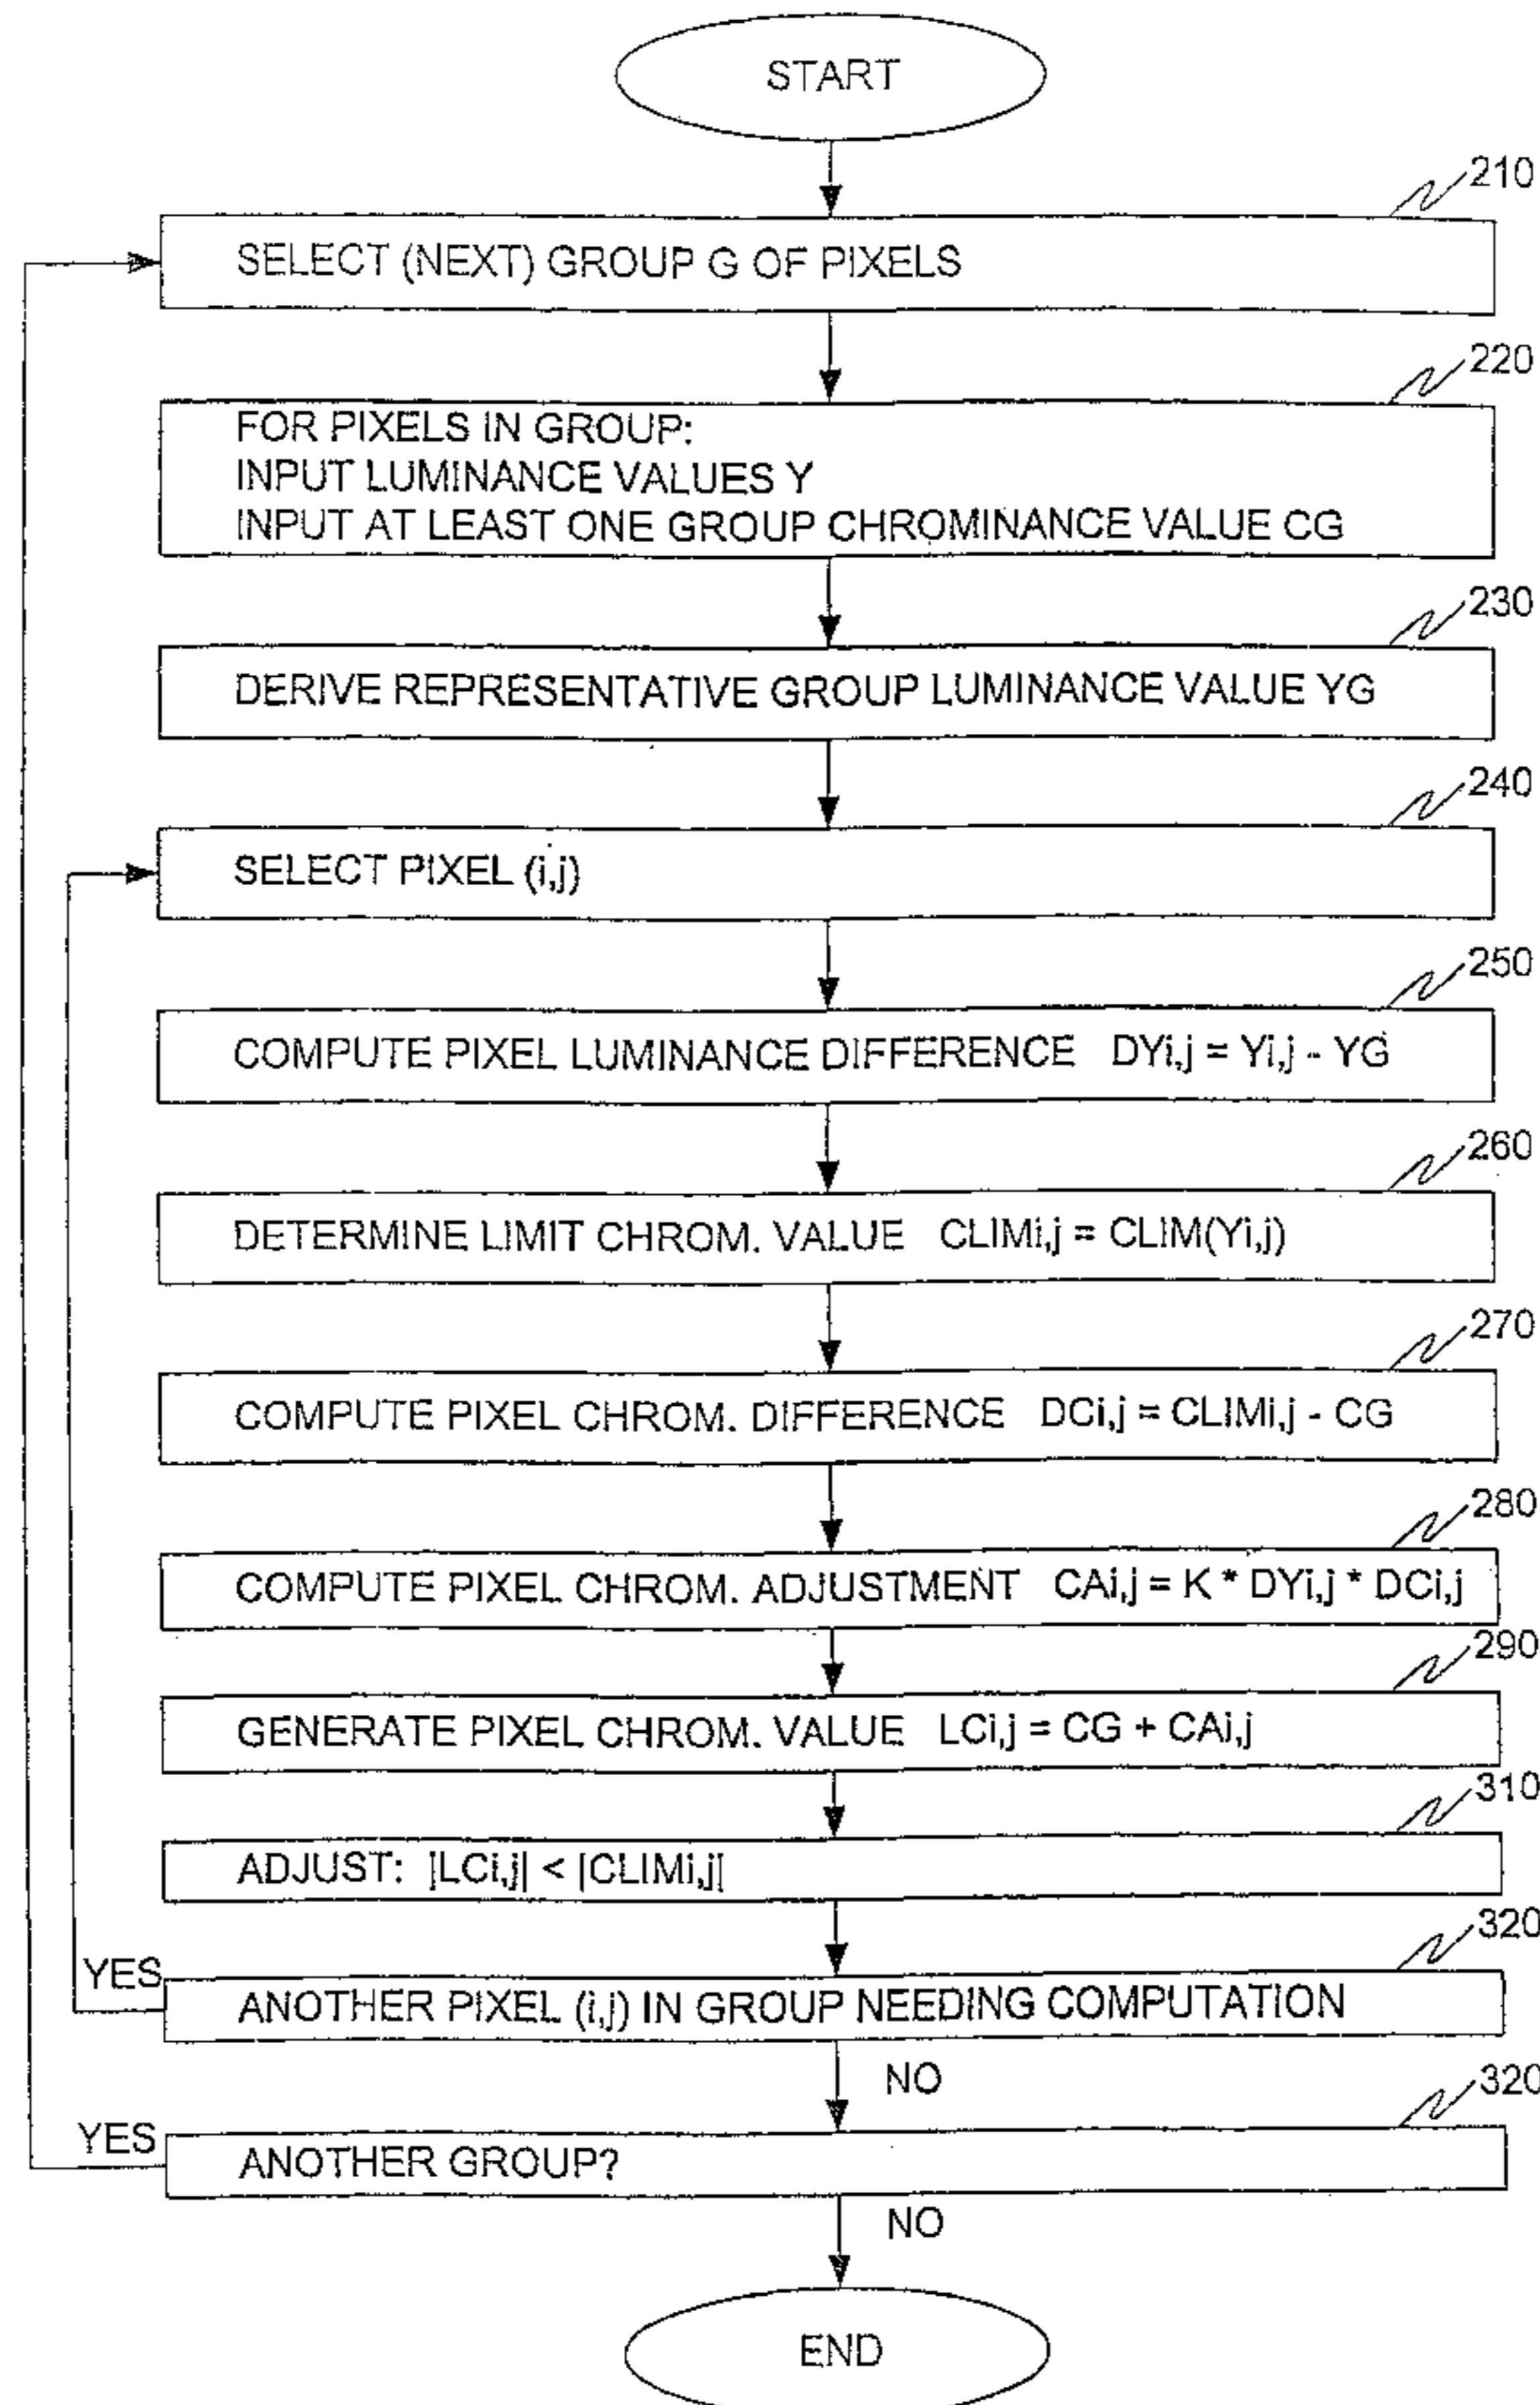 START
210
SELECT (NEXT) GROUP G OF PIXELS
220
FOR PIXELS IN GROUP:
INPUT LUMINANCE VALUES Y
INPUT AT LEAST ONE GROUP CHROMINANCE VALUE CG
230
DERIVE REPRESENTATIVE GROUP LUMINANCE VALUE YG
240
SELECT PIXEL (i,j)
250
COMPUTE PIXEL LUMINANCE DIFFERENCE DYi,j = Yi,j - YG
260
DETERMINE LIMIT CHROM. VALUE CLIMi,j = CLIM(Yi,j)
270
COMPUTE PIXEL CHROM. DIFFERENCE DCi,j = CLIMi,j - CG
280
COMPUTE PIXEL CHROM. ADJUSTMENT CAi,j = K * DYi,j * DCi,j
290
GENERATE PIXEL CHROM. VALUE LCi,j = CG + CAi,j
310
ADJUST: |LCi,j| < |CLIMi,j|
320
YES
ANOTHER PIXEL (i,j) IN GROUP NEEDING COMPUTATION
NO
320
YES
ANOTHER GROUP?
NO
END